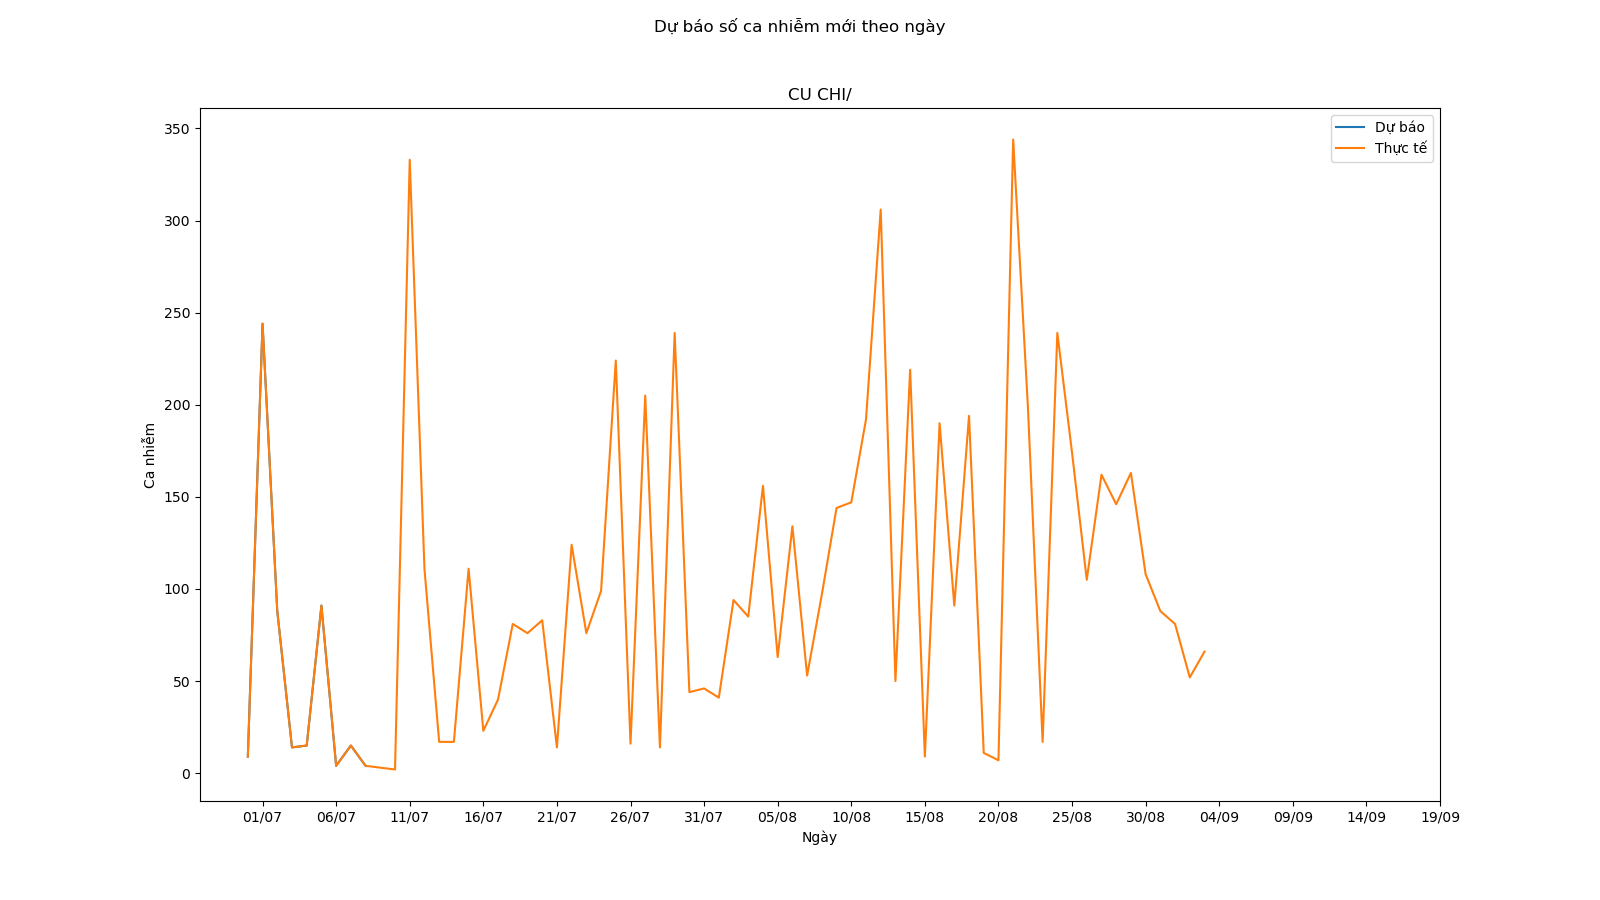 Dự báo số ca nhiễm mới theo ngày
CU CHI/
Dự báo
Thực tế
350
300
250
200
150
100
50
0
Ca nhiễm
01/07 06/07 11/07 16/07 21/07 26/07 31/07 05/08 10/08 15/08 20/08 25/08 30/08 04/09 09/09 14/09 19/09
Ngày